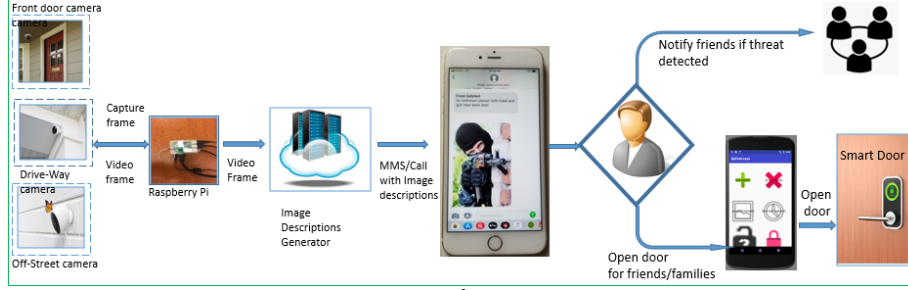 Front door camera
camera
Capture
frame
Video
frame
Drive-Way
camera
Off-Street camera
Raspberry Pi
Video
Frame
Image
Descriptions
Generator
MMS/Call
with Image
descriptions
Notify friends if threat
detected
Open door
for friends/families
Open
door
Smart Door